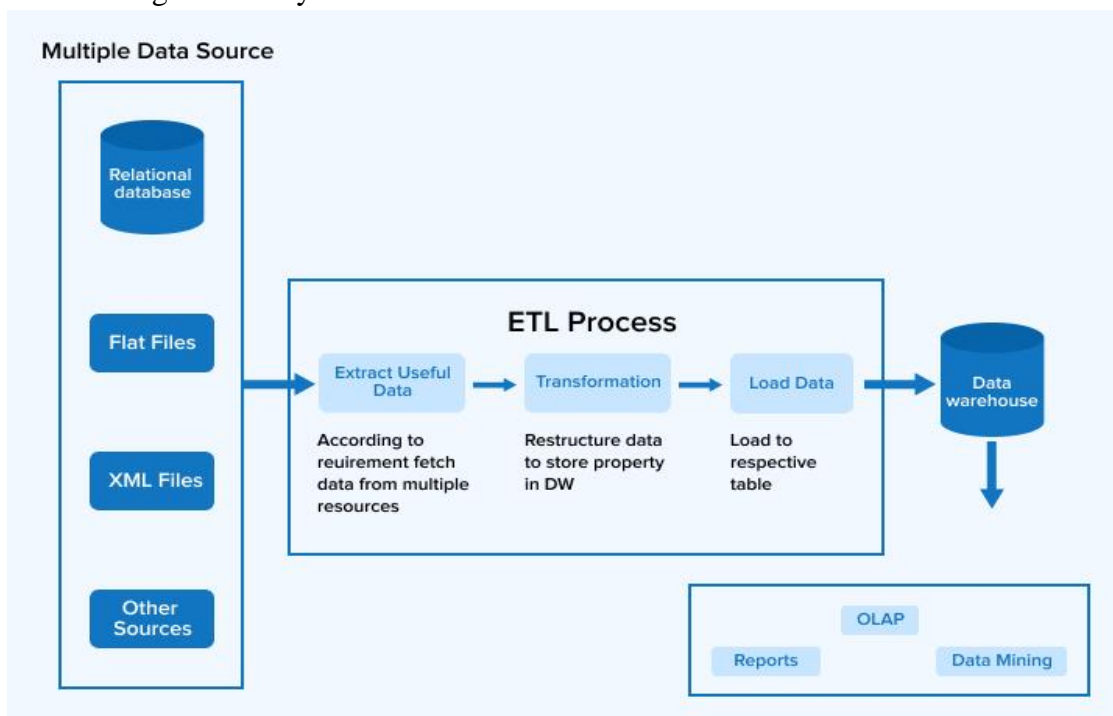 Multiple Data Source
Relational
database
Flat Files
XML Files
Other
Sources
ETL Process
Extract Useful
Data
According to
reuirement fetch
data from multiple
resources
Transformation
Restructure data
to store property
in DW
Load Data
Load to
respective
table
Data
warehouse
OLAP
Reports
Data Mining